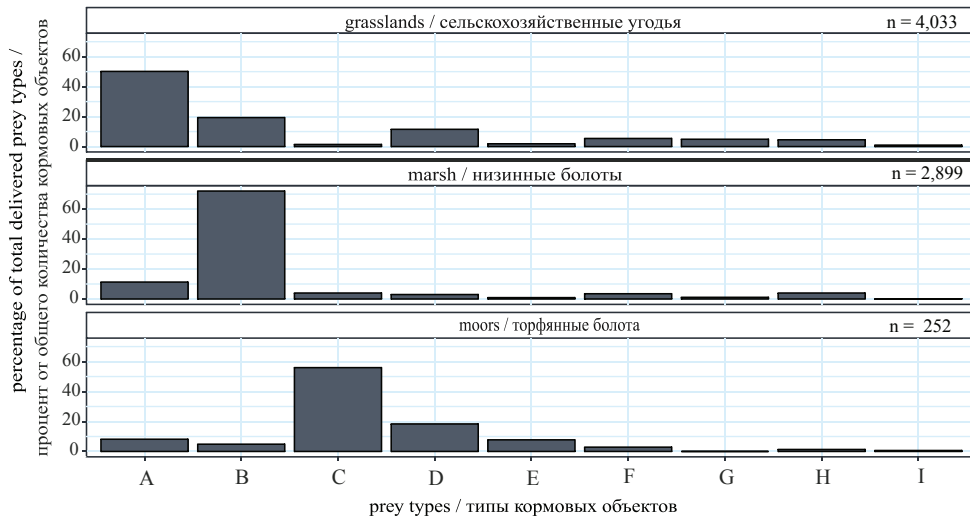 grasslands / сельскохозяйственные угодья n = 4,033
60
40
20
0
marsh / низинные болоты n = 2,899
60
40
20
0
moors / торфянные болота n = 252
60
40
20
0
A B C D E F G H I
prey types / типы кормовых объектов
percentage of total delivered prey types /
процент от общего количества кормовых объектов